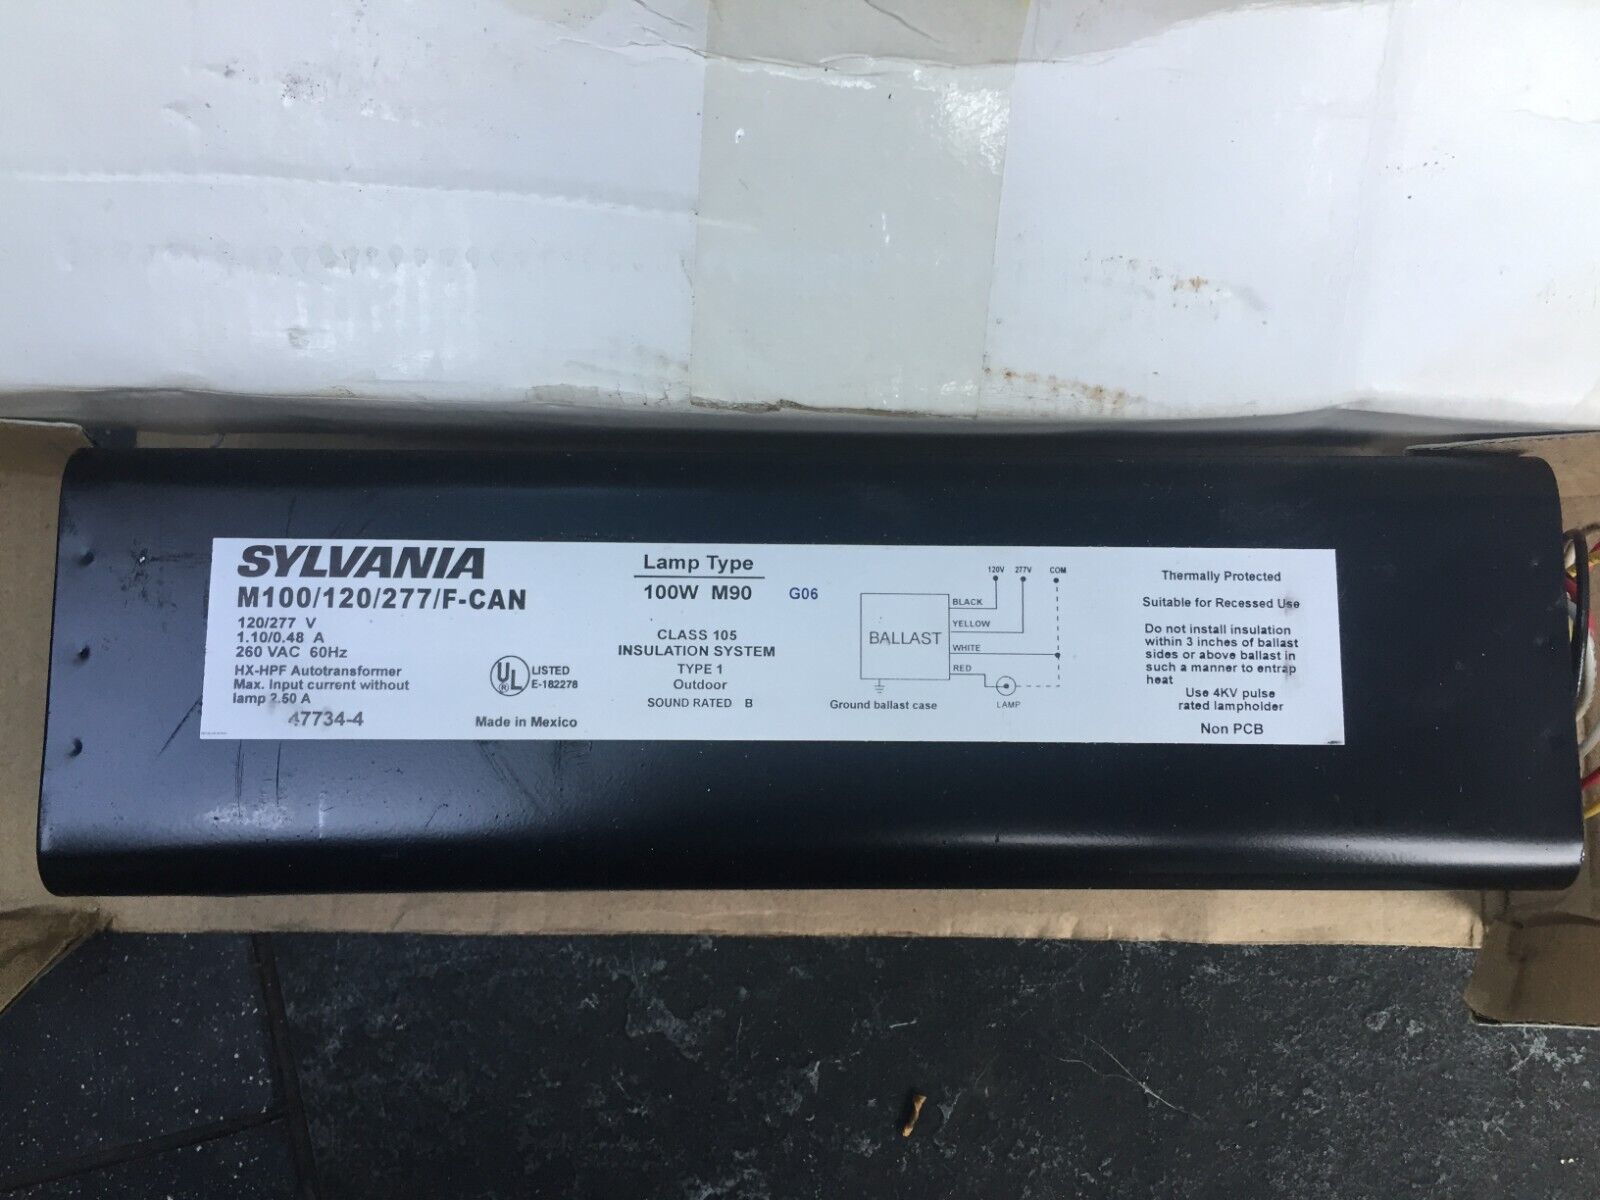 SYLVANIA
M100/120/277/F-CAN
120/277 V
1.10/0.48 A
260 VAC 60Hz
HX-HPF Autotransformer
Max. Input current without
lamp 2.50 A
47734-4
UL
®
LISTED
E-182278
Made in Mexico
Lamp Type
100W M90
G06
CLASS 105
INSULATION SYSTEM
TYPE 1
Outdoor
SOUND RATED B
120V 277V COM
BLACK
YELLOW
WHITE
RED
BALLAST
Ground ballast case
LAMP
Thermally Protected
Suitable for Recessed Use
Do not install insulation
within 3 inches of ballast
sides or above ballast in
such a manner to entrap
heat
Use 4KV pulse
rated lampholder
Non PCB